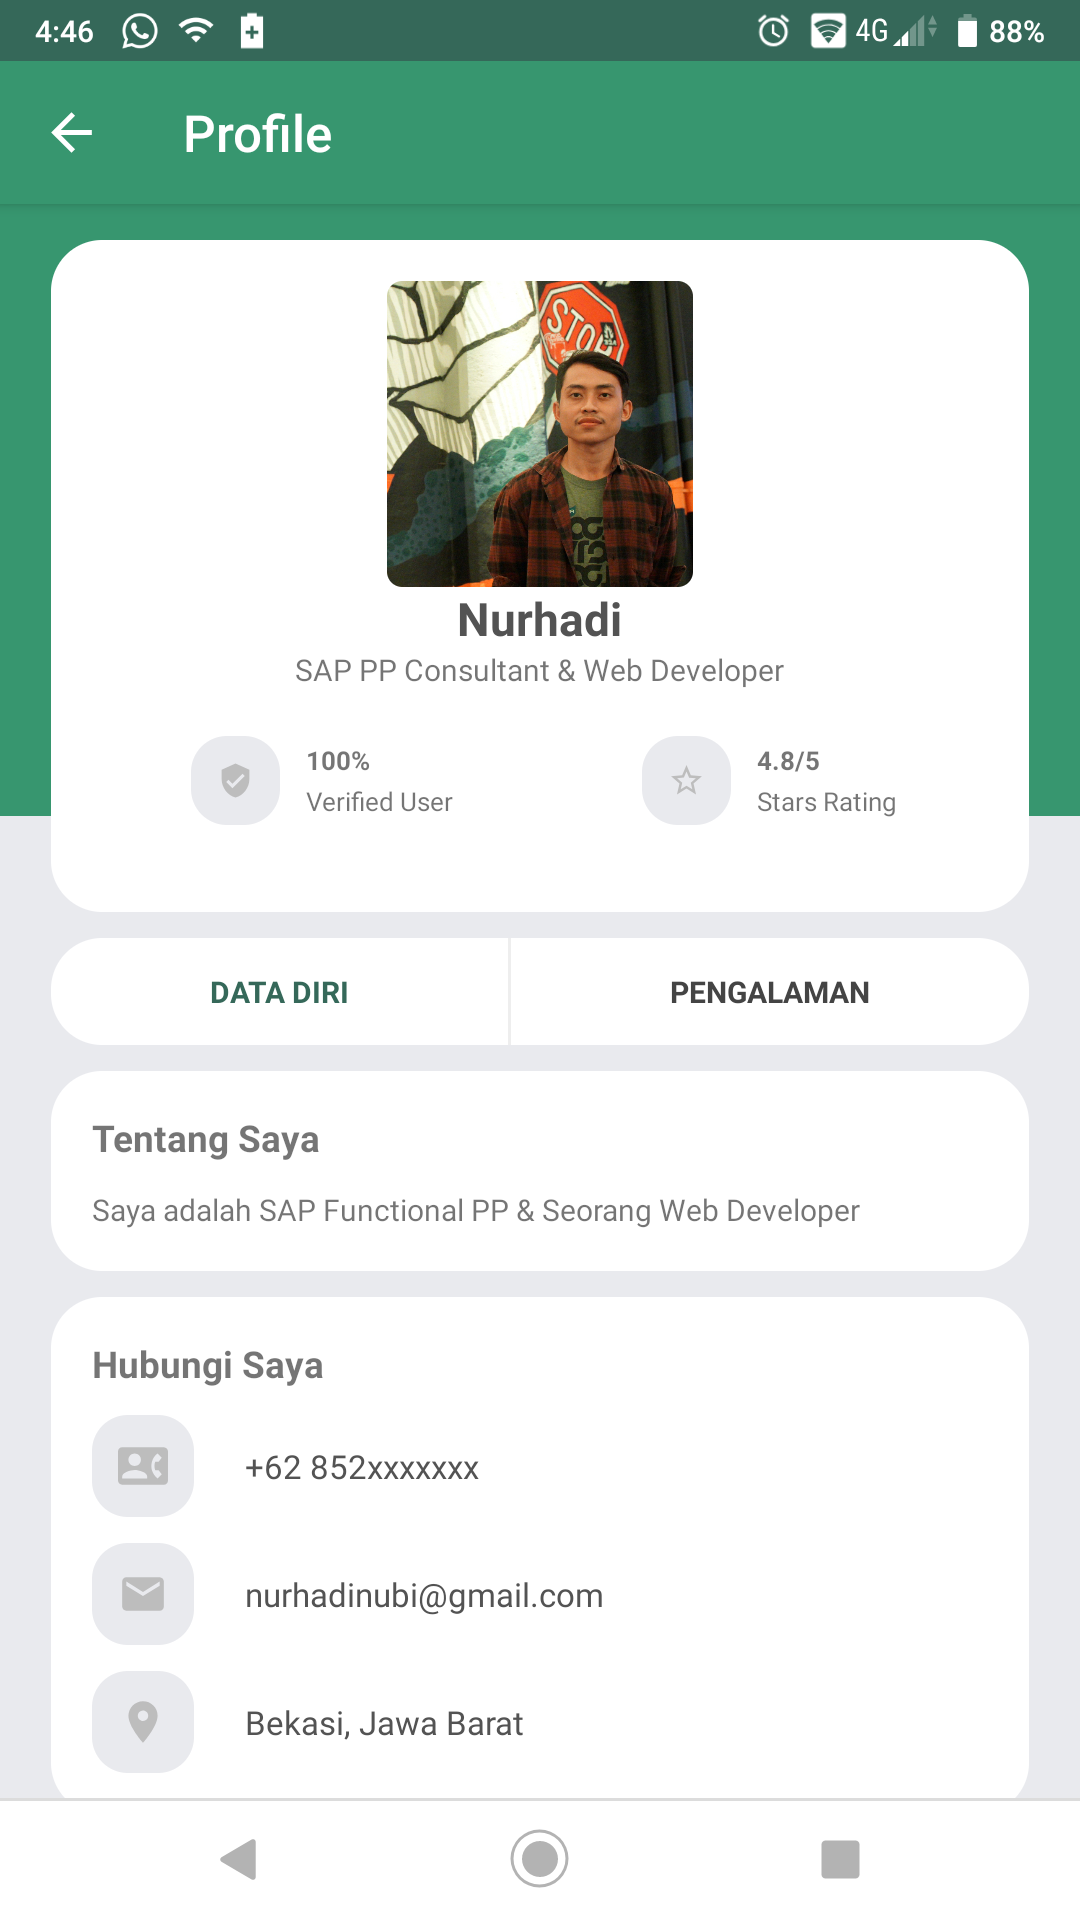 4:46
4G
88%
Profile
STOP
Nurhadi
SAP PP Consultant & Web Developer
100%
Verified User
4.8/5
Stars Rating
DATA DIRI
PENGALAMAN
Tentang Saya
Saya adalah SAP Functional PP & Seorang Web Developer
Hubungi Saya
+62 852xxxxxxx
nurhadinubi@gmail.com
Bekasi, Jawa Barat